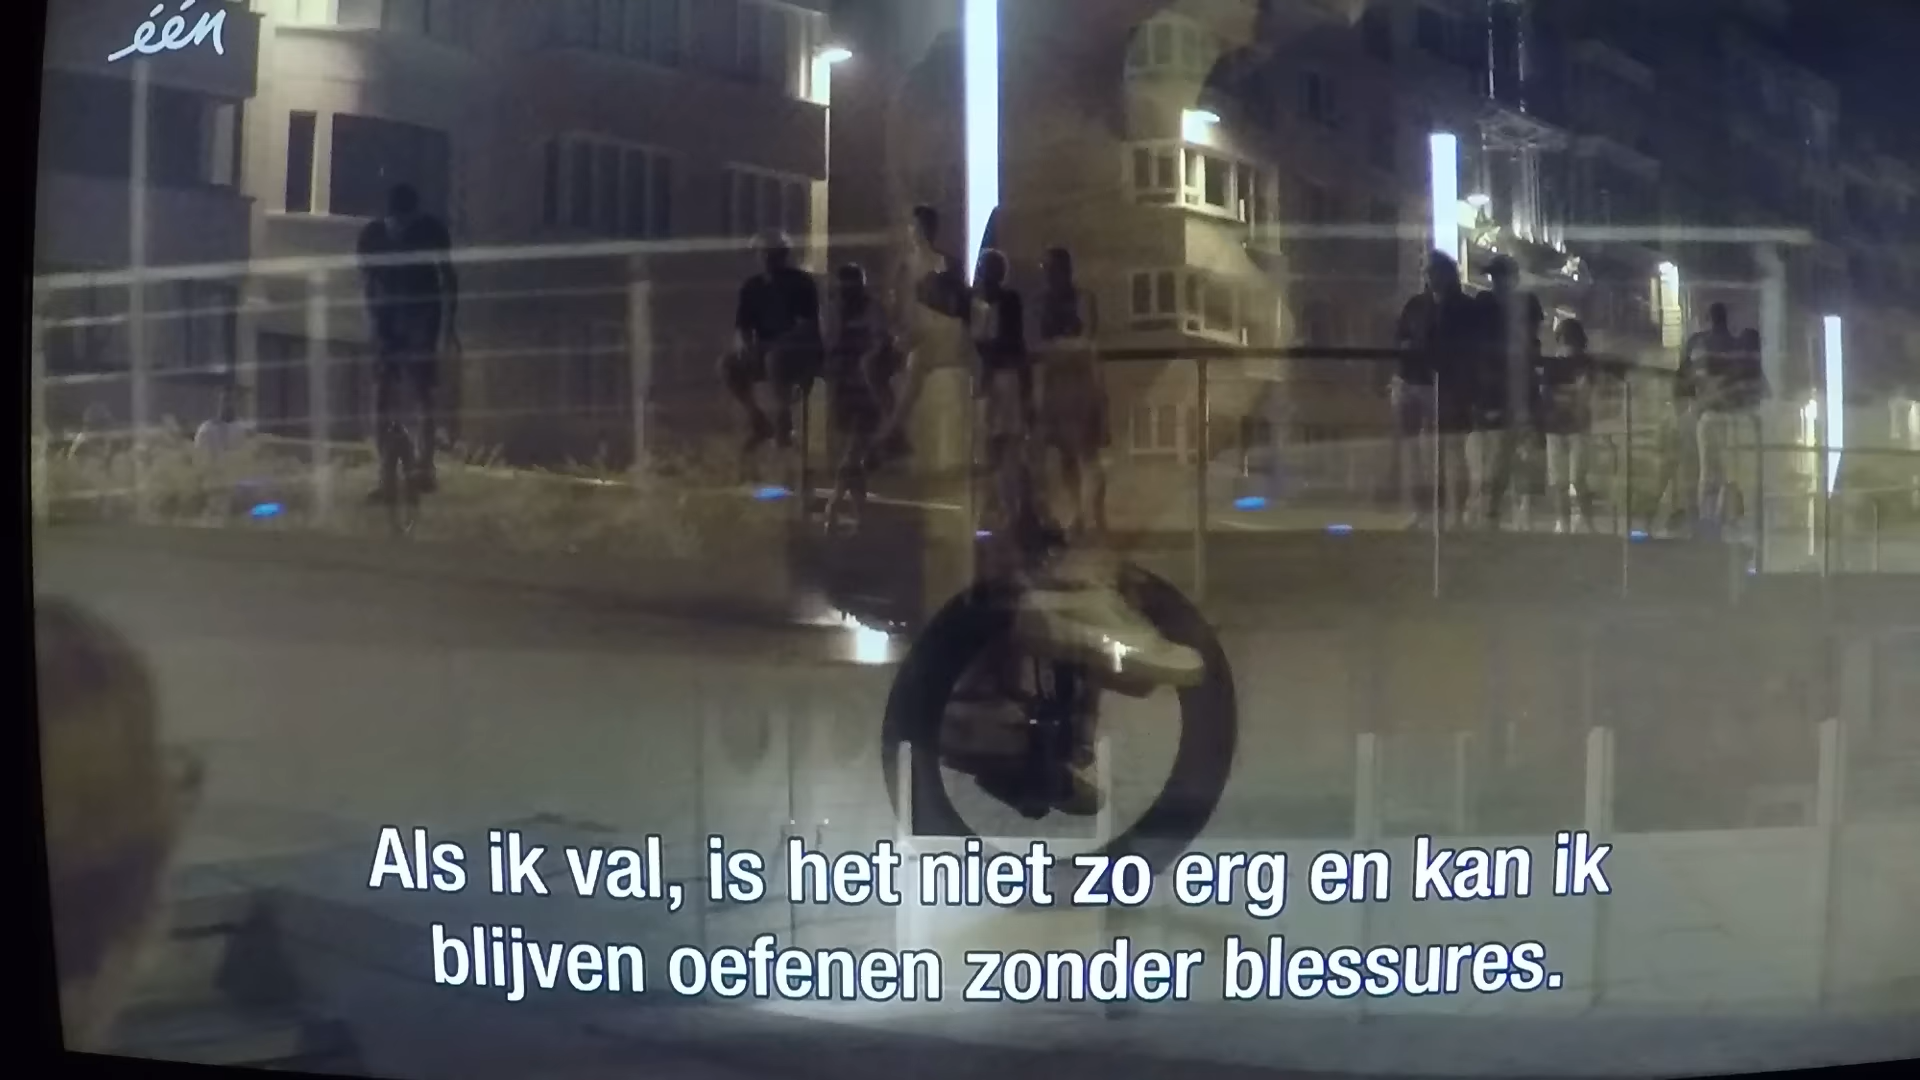 één
Als ik val, is het niet zo erg en kan ik
blijven oefenen zonder blessures.